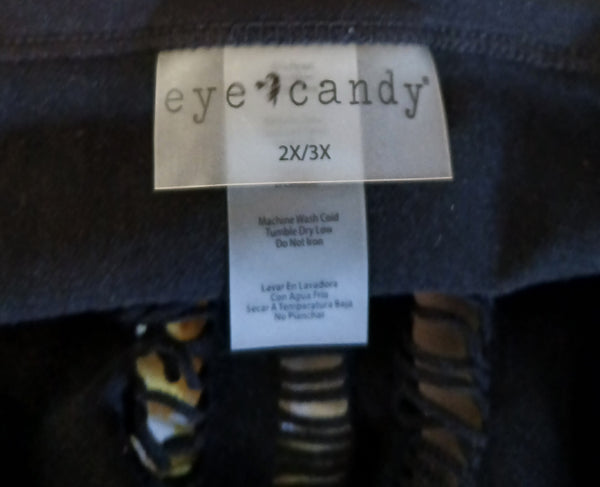 eye candy®
2X/3X
Machine Wash Cold
Tumble Dry Low
Do Not Iron
Lavar En Lavadora
Con Agua Fria
Secar A Temperatura Baja
No Planchar